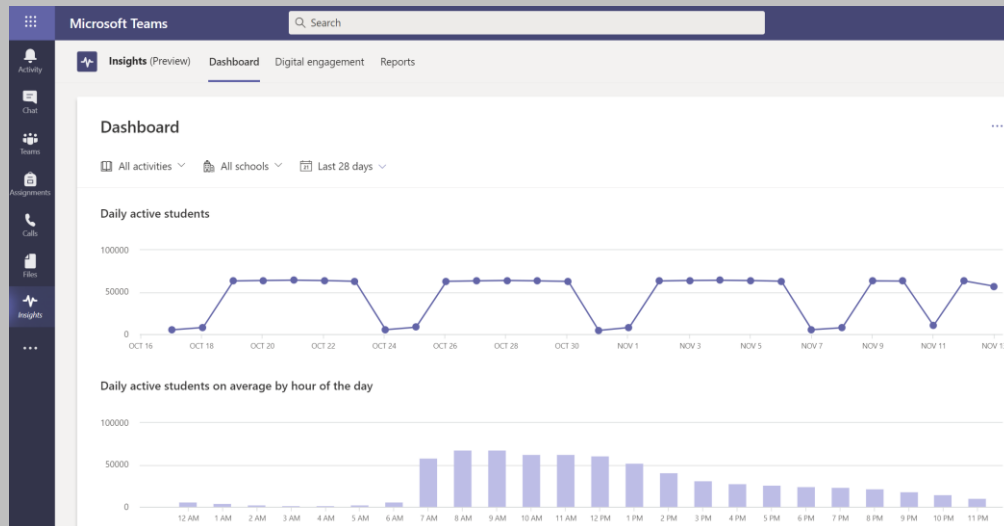 Microsoft Teams
Search
Activity
Chat
Teams
Assignments
Calls
Files
Insights
Insights (Preview) Dashboard Digital engagement Reports
Dashboard
All activities All schools Last 28 days
Daily active students
100000
50000
0
OCT 16 OCT 18 OCT 20 OCT 22 OCT 24 OCT 26 OCT 28 OCT 30 NOV 1 NOV 3 NOV 5 NOV 7 NOV 9 NOV 11 NOV
Daily active students on average by hour of the day
100000
50000
0
12 AM 1 AM 2 AM 3 AM 4 AM 5 AM 6 AM 7 AM 8 AM 9 AM 10 AM 11 AM 12 PM 1 PM 2 PM 3 PM 4 PM 5 PM 6 PM 7 PM 8 PM 9 PM 10 PM 11 PM